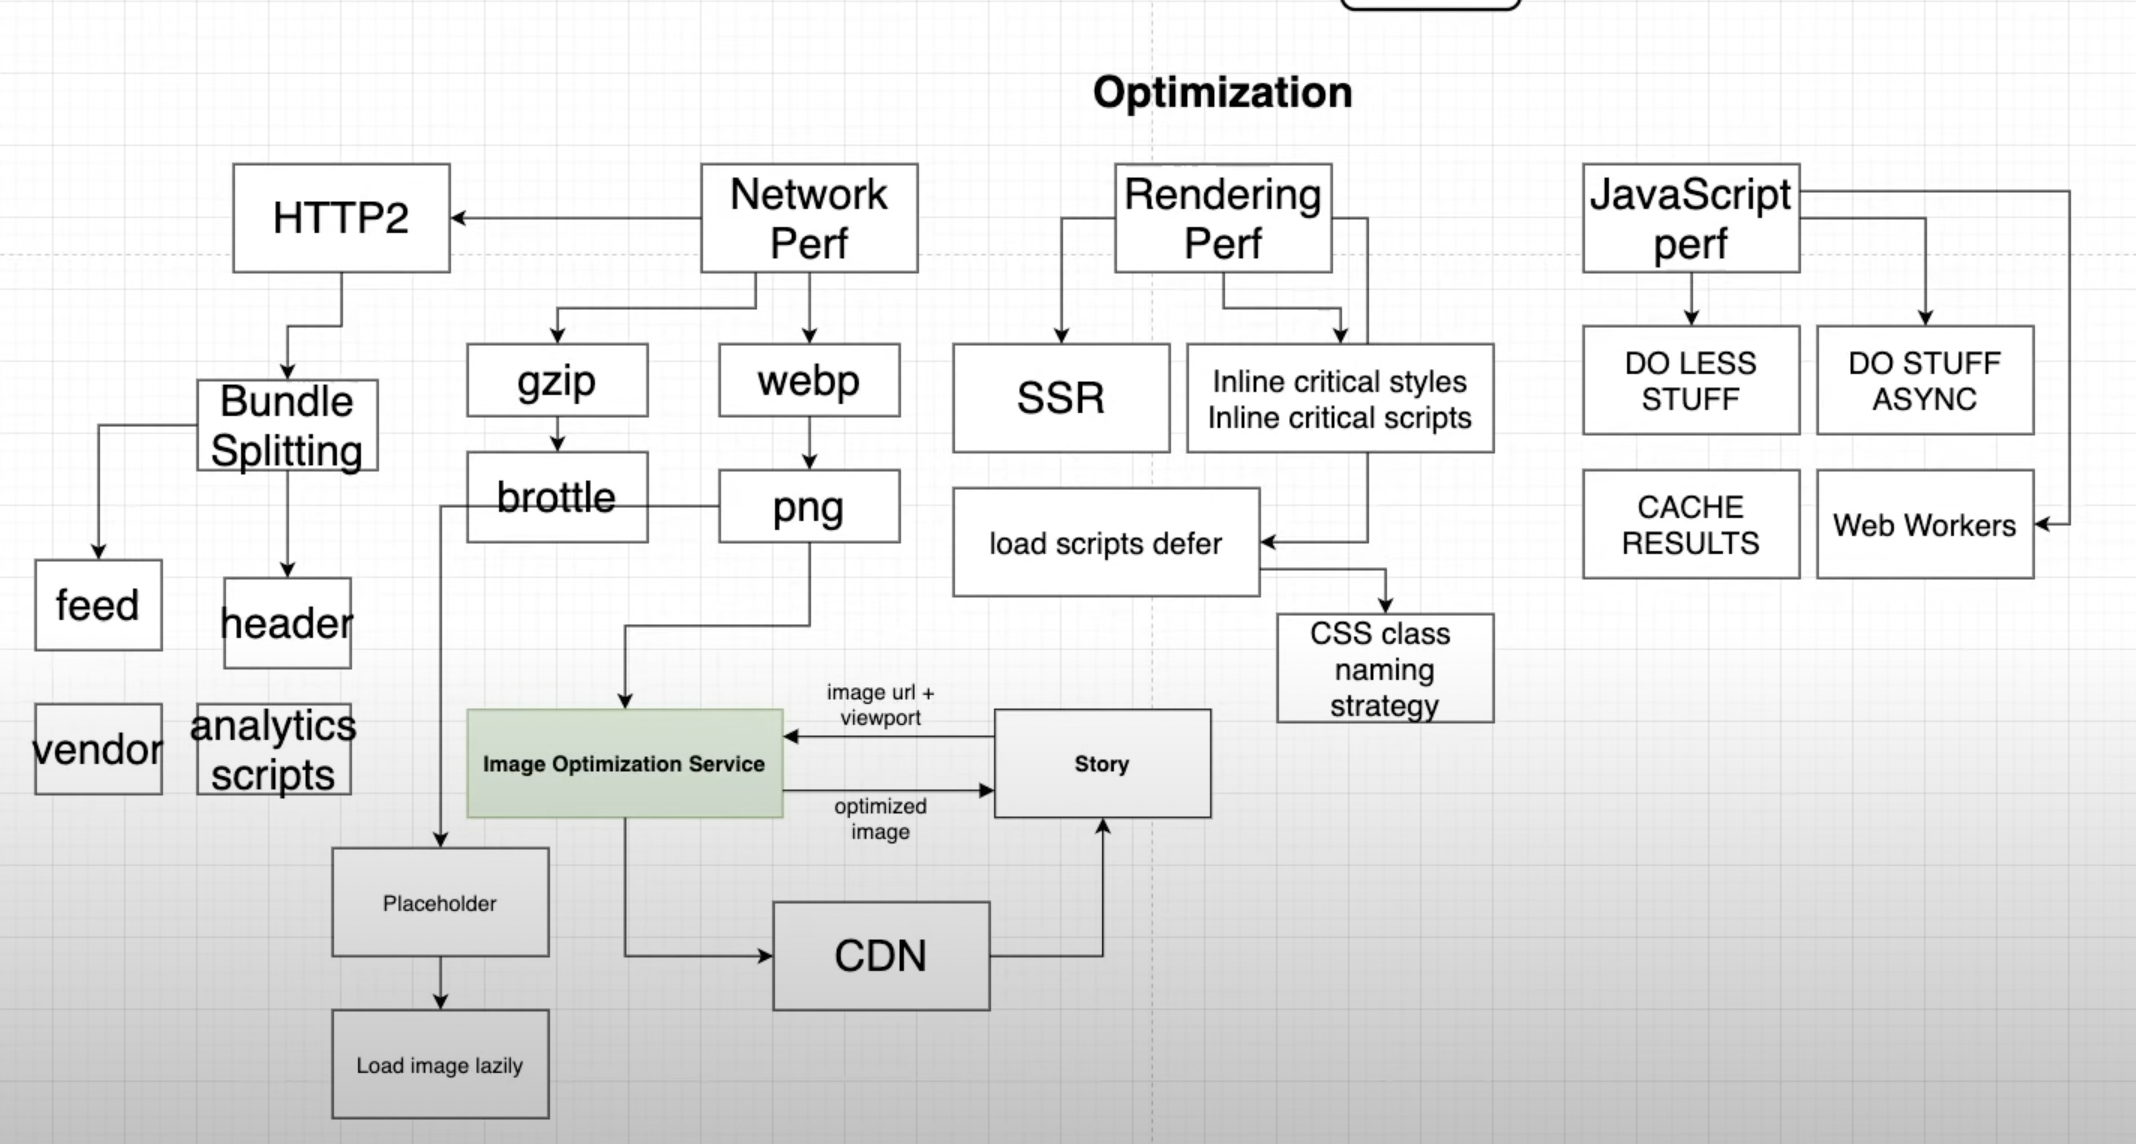 Optimization
HTTP2
Network
Perf
Rendering
Perf
JavaScript
perf
gzip
webp
SSR
Inline critical styles
Inline critical scripts
DO LESS
STUFF
DO STUFF
ASYNC
Bundle
Splitting
brottle
png
load scripts defer
CACHE
RESULTS
Web Workers
feed
header
CSS class
naming
strategy
vendor
analytics
scripts
image url +
viewport
Image Optimization Service
Story
optimized
image
Placeholder
CDN
Load image lazily